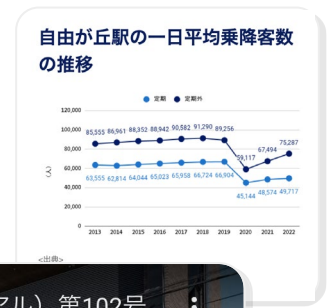 自由が丘駅の一日平均乗降客数
の推移
定期 定期外
(人)
120,000
100,000
80,000
60,000
40,000
20,000
0
85,555 86,961 88,352 88,942 90,582 91,290 89,256 59,117 67,494 75,287
63,555 62,814 64,044 65,023 65,958 66,724 66,904 45,144 48,574 49,717
2013 2014 2015 2016 2017 2018 2019 2020 2021 2022
<出典>
アル) 第102号